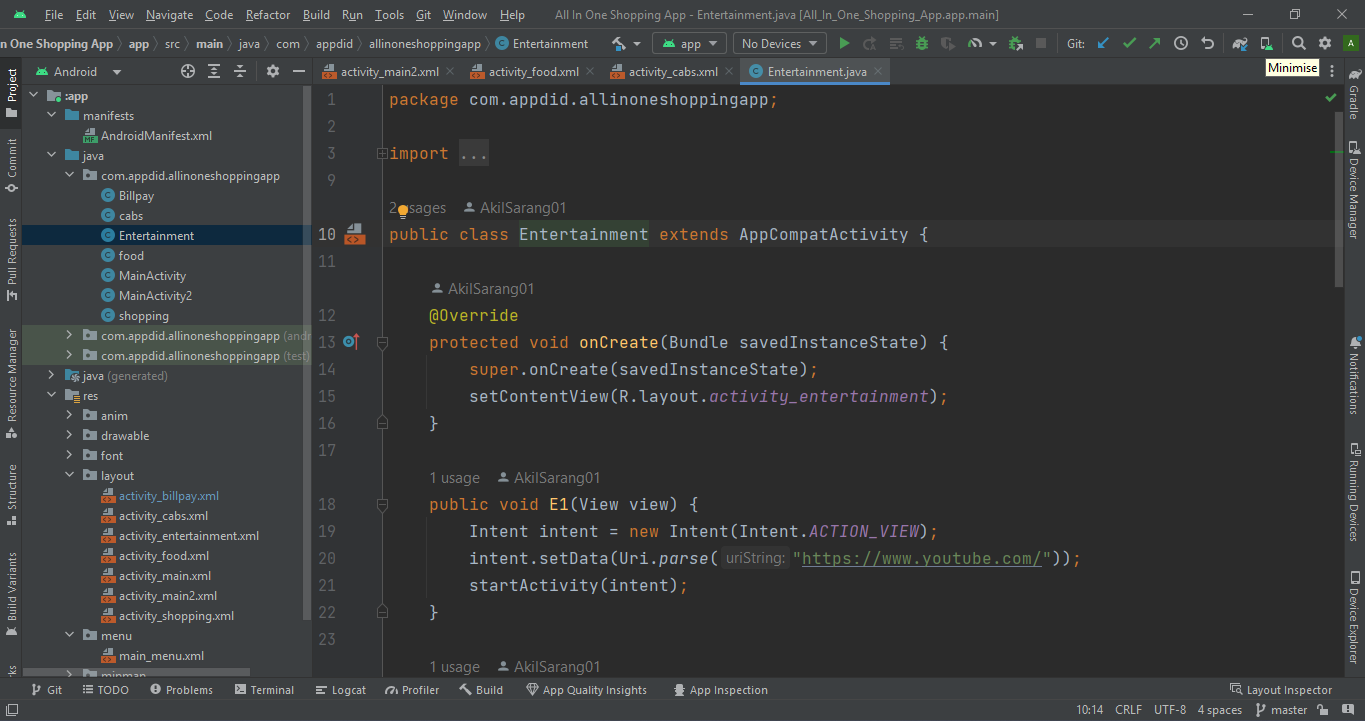 File Edit View Navigate Code Refactor Build Run Tools Git Window Help All In One Shopping App - Entertainment.java [All_In_One_Shopping_App.app.main]
In One Shopping App app src main java com appdid allinoneshoppingapp Entertainment app No Devices Git: A
Minimise
Android activity_main2.xml activity_food.xml activity_cabs.xml Entertainment.java
Project
Commit
Pull Requests
Resource Manager
Structure
Build Variants
:app
manifests
AndroidManifest.xml
java
com.appdid.allinoneshoppingapp
Billpay
cabs
Entertainment
food
MainActivity
MainActivity2
shopping
com.appdid.allinoneshoppingapp
com.appdid.allinoneshoppingapp (test)
java (generated)
res
anim
drawable
font
layout
activity_billpay.xml
activity_cabs.xml
activity_entertainment.xml
activity_food.xml
activity_main.xml
activity_main2.xml
activity_shopping.xml
menu
main_menu.xml
1 package com.appdid.allinoneshoppingapp;
2
3 import ...
9
2 usages AkilSarang01
10 public class Entertainment extends AppCompatActivity {
11
AkilSarang01
12 @Override
13 protected void onCreate(Bundle savedInstanceState) {
14 super.onCreate(savedInstanceState);
15 setContentView(R.layout.activity_entertainment);
16 }
17
1 usage AkilSarang01
18 public void E1(View view) {
19 Intent intent = new Intent(Intent.ACTION_VIEW);
20 intent.setData(Uri.parse( uriString: "https://www.youtube.com/"));
21 startActivity(intent);
22 }
23
1 usage AkilSarang01
Gradle
Device Manager
Notifications
Running Devices
Device Explorer
Git TODO Problems Terminal Logcat Profiler Build App Quality Insights App Inspection Layout Inspector
10:14 CRLF UTF-8 4 spaces master